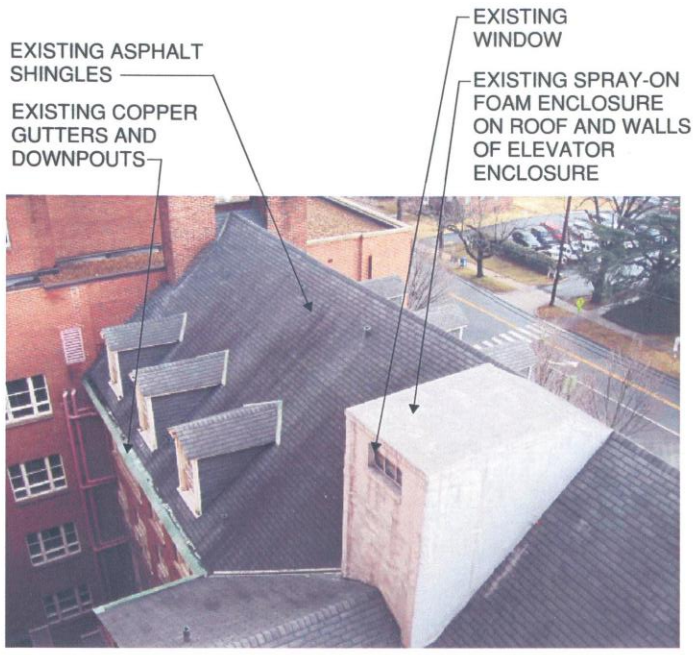 EXISTING ASPHALT
SHINGLES
EXISTING COPPER
GUTTERS AND
DOWNPOUTS
EXISTING
WINDOW
EXISTING SPRAY-ON
FOAM ENCLOSURE
ON ROOF AND WALLS
OF ELEVATOR
ENCLOSURE